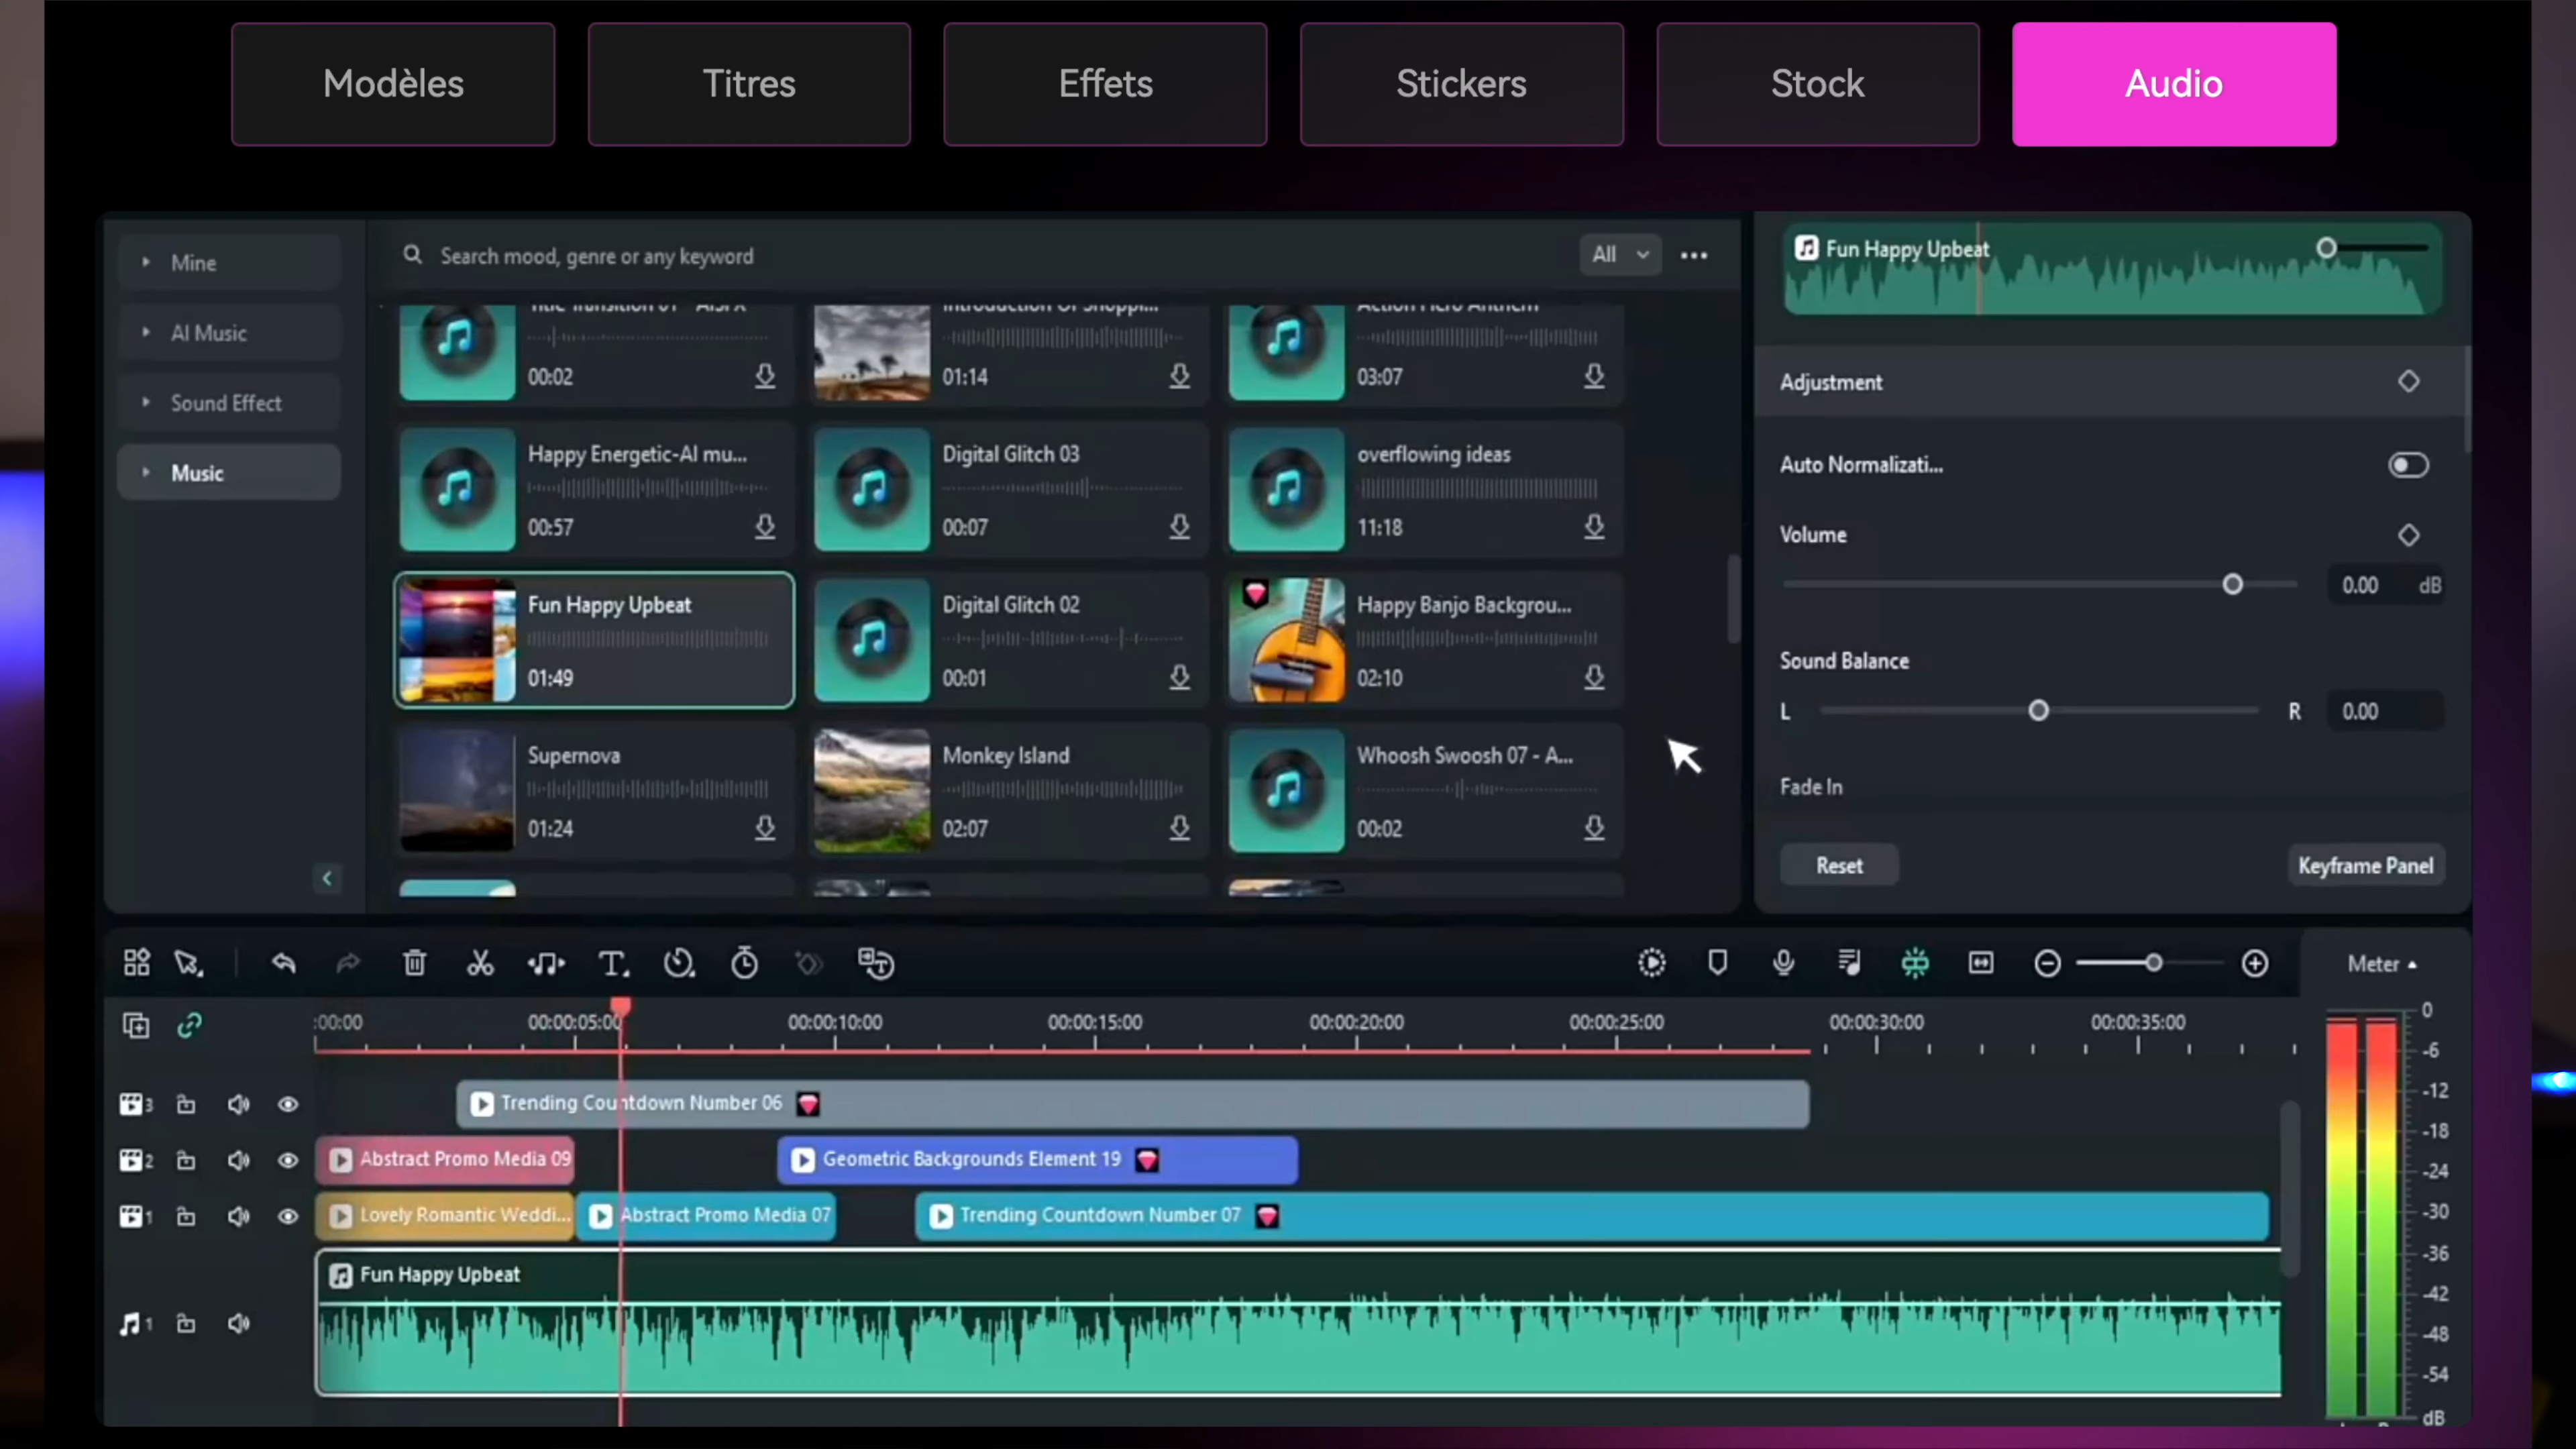 Modèles
Titres
Effets
Stickers
Stock
Audio
Mine
AI Music
Sound Effect
Music
Search mood, genre or any keyword
All
00:02
01:14
03:07
Happy Energetic-AI mu...
00:57
Digital Glitch 03
00:07
overflowing ideas
11:18
Fun Happy Upbeat
01:49
Digital Glitch 02
00:01
Happy Banjo Backgrou...
02:10
Supernova
01:24
Monkey Island
02:07
Whoosh Swoosh 07 - A...
00:02
Fun Happy Upbeat
Adjustment
Auto Normalizati...
Volume
0.00 dB
Sound Balance
L R 0.00
Fade In
Reset
Keyframe Panel
Meter
:00:00
00:00:05:00
00:00:10:00
00:00:15:00
00:00:20:00
00:00:25:00
00:00:30:00
00:00:35:00
3
Trending Countdown Number 06
2
Abstract Promo Media 09
Geometric Backgrounds Element 19
1
Lovely Romantic Weddi...
Abstract Promo Media 07
Trending Countdown Number 07
Fun Happy Upbeat
1
0
-6
-12
-18
-24
-30
-36
-42
-48
-54
dB